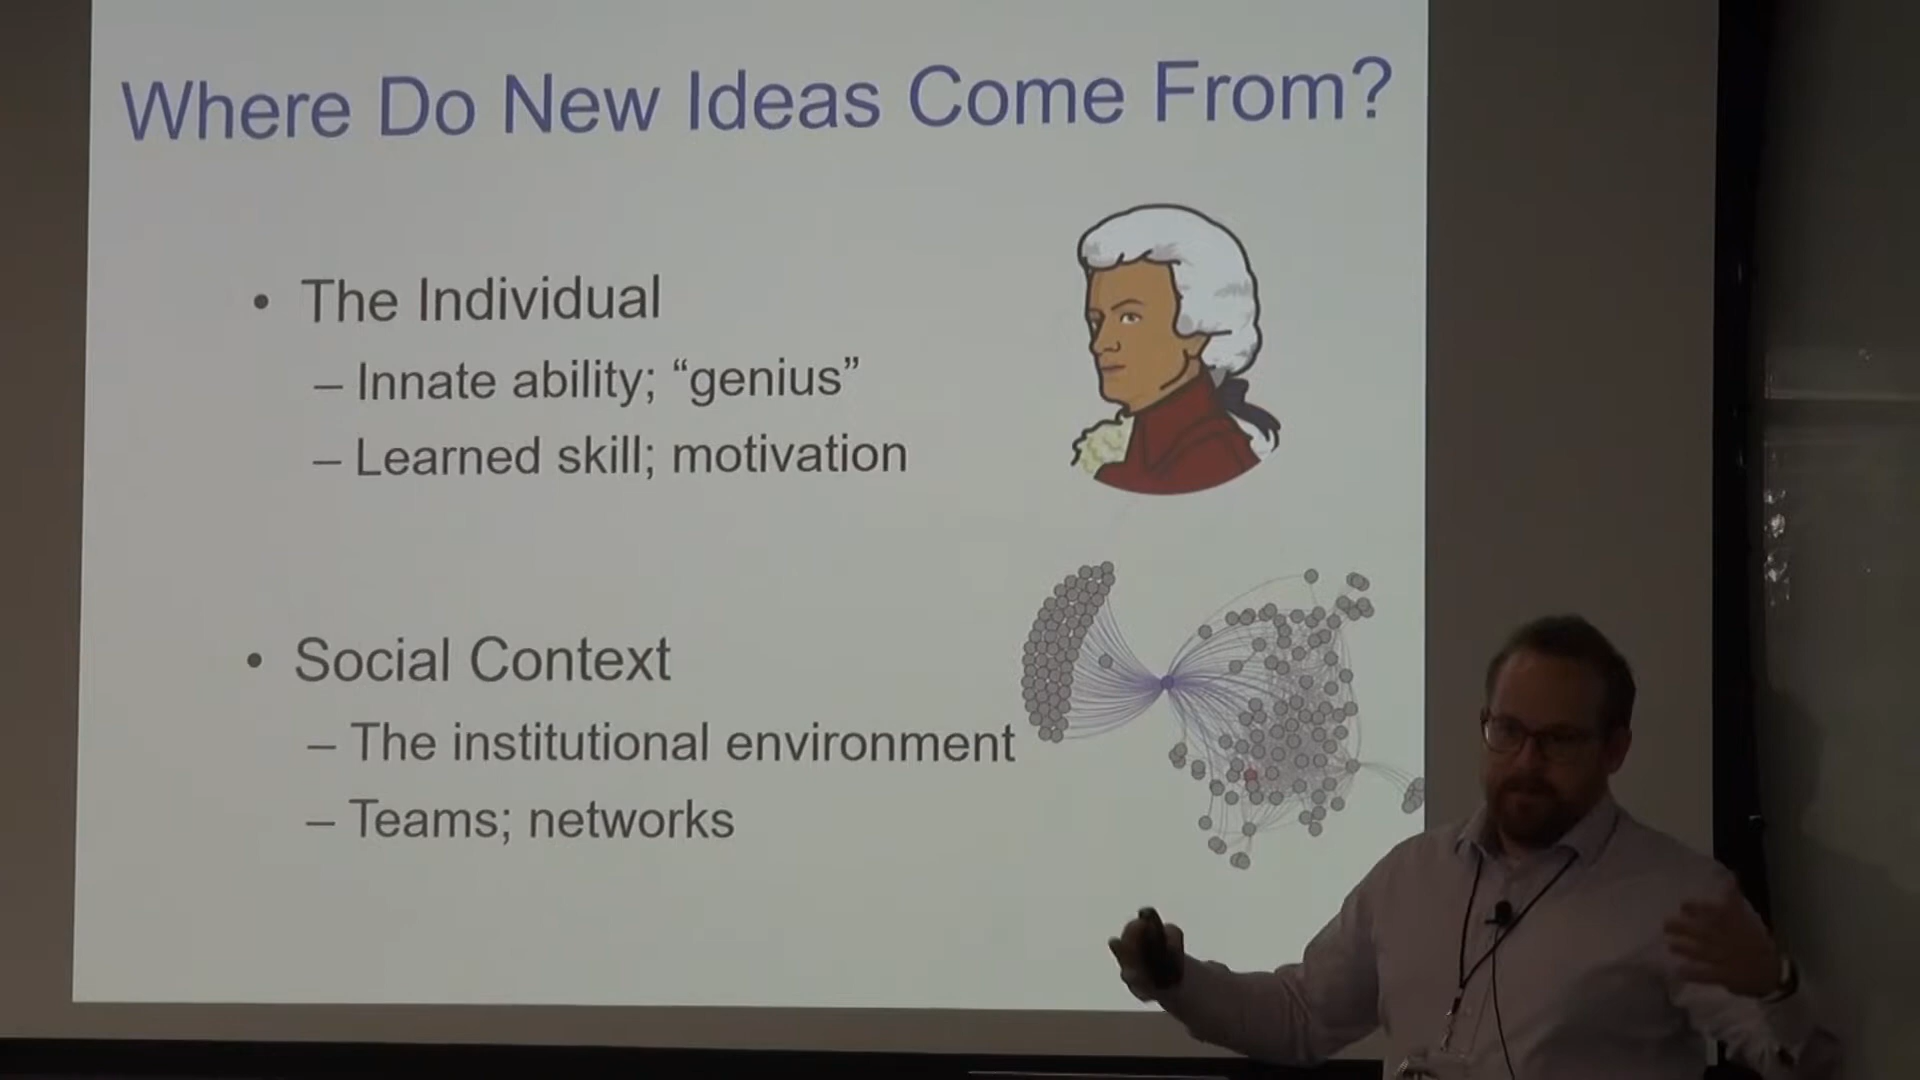 Where Do New Ideas Come From?
• The Individual
– Innate ability; “genius”
– Learned skill; motivation
• Social Context
– The institutional environment
– Teams; networks